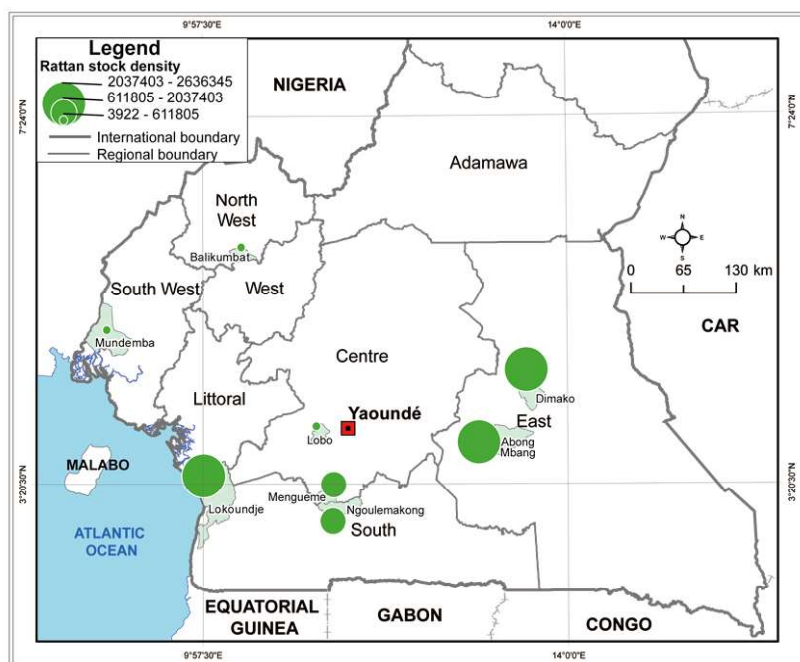 9°57'30"E
14°0'0"E
Legend
Rattan stock density
2037403 - 2636345
611805 - 2037403
3922 - 611805
International boundary
Regional boundary
NIGERIA
7°24'0"N
7°24'0"N
Adamawa
North
West
Balikumbat
N
W
E
S
0 65 130 km
South West
West
Mundemba
CAR
Centre
Littoral
Dimako
Yaoundé
East
Lobo
Abong
Mbang
MALABO
3°20'30"N
3°20'30"N
Mengueme
Ngoulemakong
Lokoundje
South
ATLANTIC
OCEAN
EQUATORIAL
GUINEA
GABON
CONGO
9°57'30"E
14°0'0"E